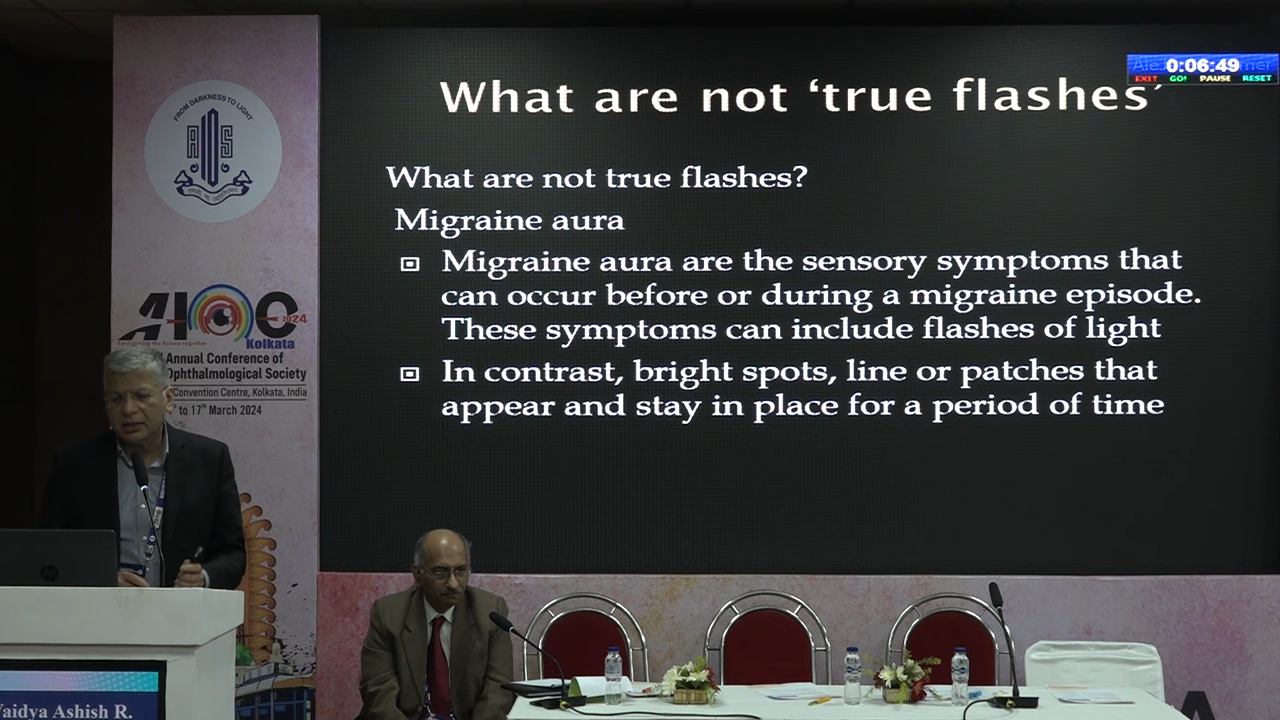 What are not ‘true flashes’
0:06:49
EXIT GO! PAUSE RESET
What are not true flashes?
Migraine aura
Migraine aura are the sensory symptoms that
can occur before or during a migraine episode.
These symptoms can include flashes of light
In contrast, bright spots, line or patches that
appear and stay in place for a period of time
FROM DARKNESS TO LIGHT
AIOS
AIOC
2024
Kolkata
Annual Conference of
Ophthalmological Society
Convention Centre, Kolkata, India
to 17th March 2024
hp
Vaidya Ashish R.